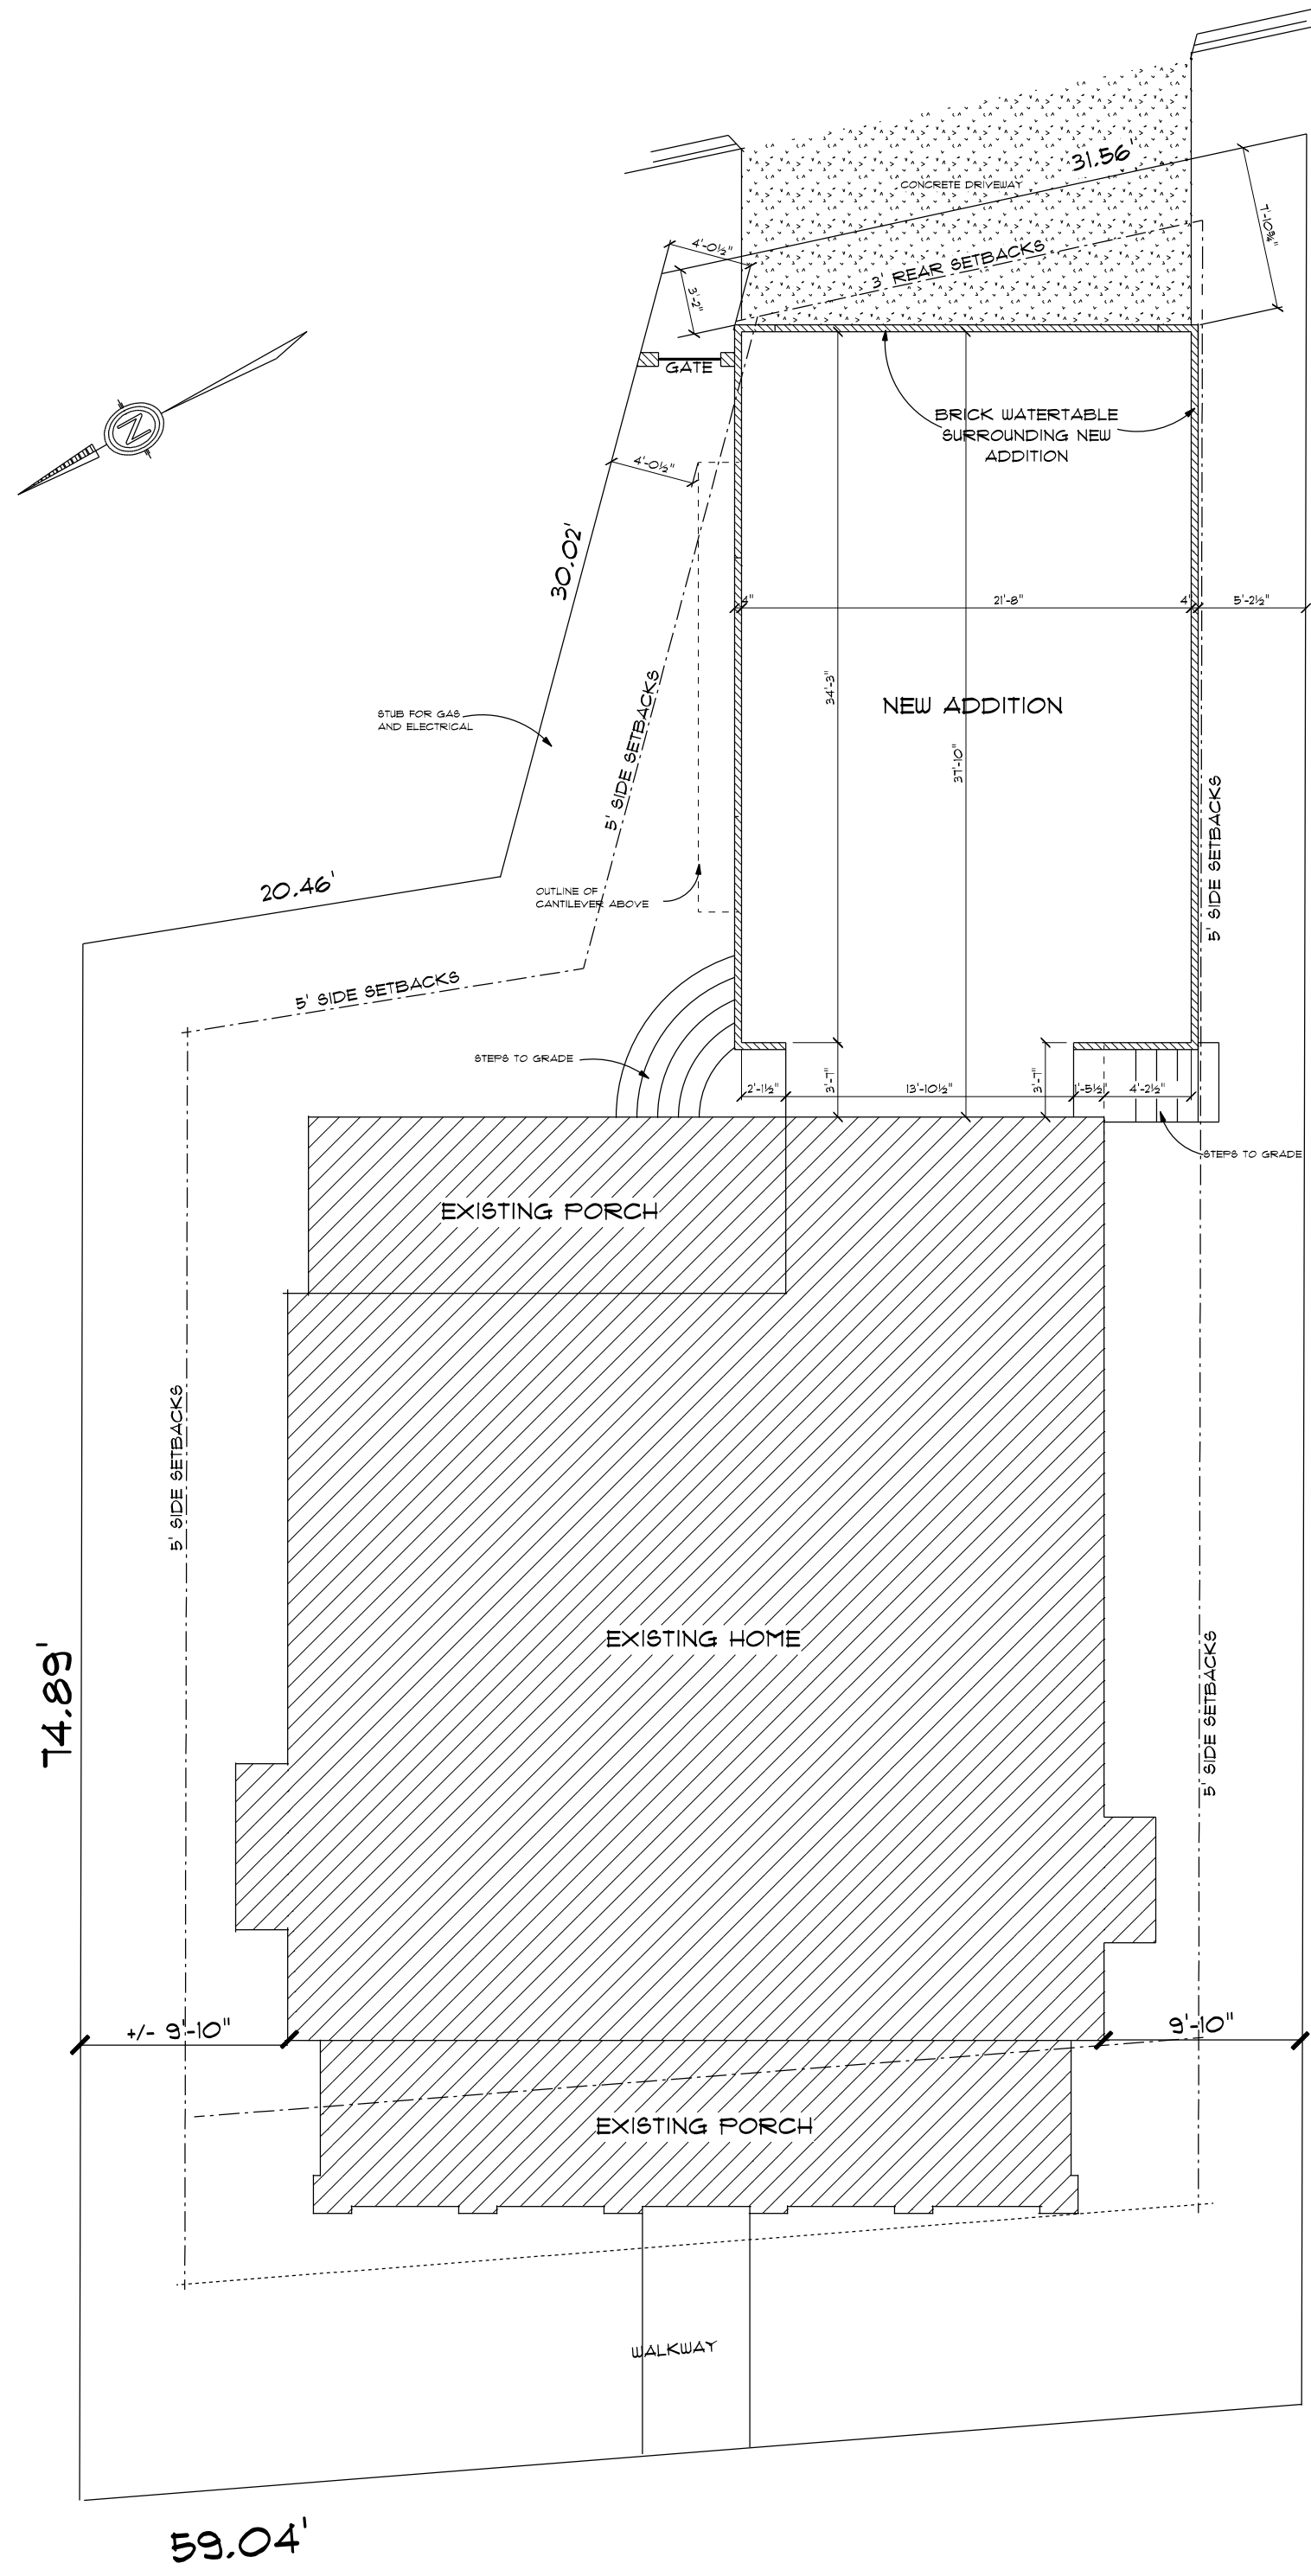 31.56'
CONCRETE DRIVEWAY
7'-10¾"
4'-0½"
3' REAR SETBACKS
3'-2"
GATE
N
BRICK WATERTABLE
SURROUNDING NEW
ADDITION
4'-0½"
30.02'
4"
21'-8"
4"
5'-2½"
34'-3"
NEW ADDITION
STUB FOR GAS
AND ELECTRICAL
5' SIDE SETBACKS
37'-10"
5' SIDE SETBACKS
20.46'
OUTLINE OF
CANTILEVER ABOVE
5' SIDE SETBACKS
STEPS TO GRADE
2'-1½"
3'-7"
13'-10½"
3'-7"
1'-5½"
4'-2½"
STEPS TO GRADE
EXISTING PORCH
5' SIDE SETBACKS
EXISTING HOME
74.89'
5' SIDE SETBACKS
+/- 9'-10"
9'-10"
EXISTING PORCH
WALKWAY
59.04'